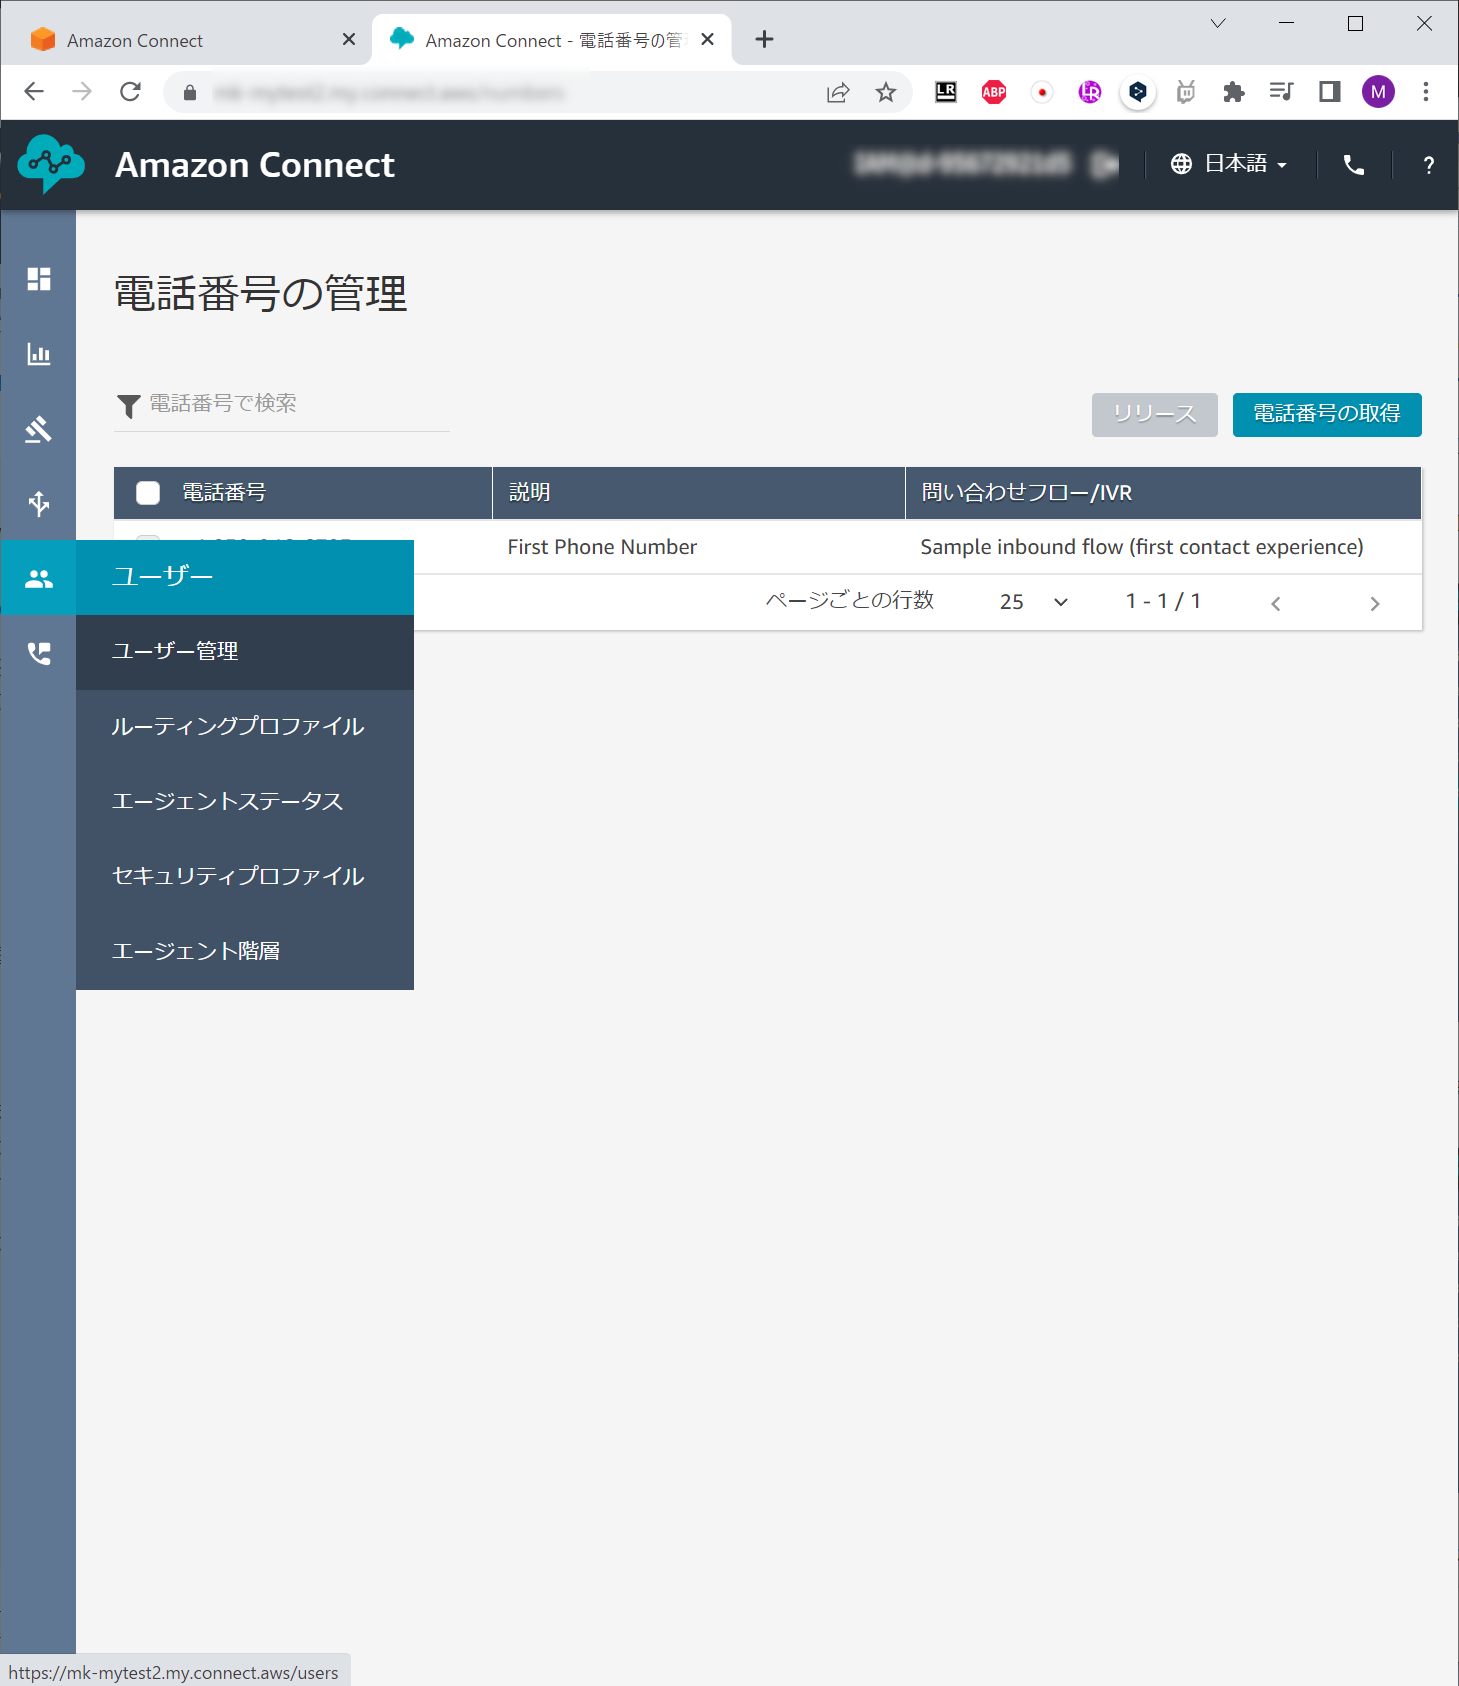 Amazon Connect
Amazon Connect - 電話番号の管
LR
ABP
LR
M
Amazon Connect
日本語
?
電話番号の管理
電話番号で検索
リリース
電話番号の取得
電話番号 説明 問い合わせフロー/IVR
First Phone Number Sample inbound flow (first contact experience)
ページごとの行数 25 1 - 1 / 1
ユーザー
ユーザー管理
ルーティングプロファイル
エージェントステータス
セキュリティプロファイル
エージェント階層
https://mk-mytest2.my.connect.aws/users